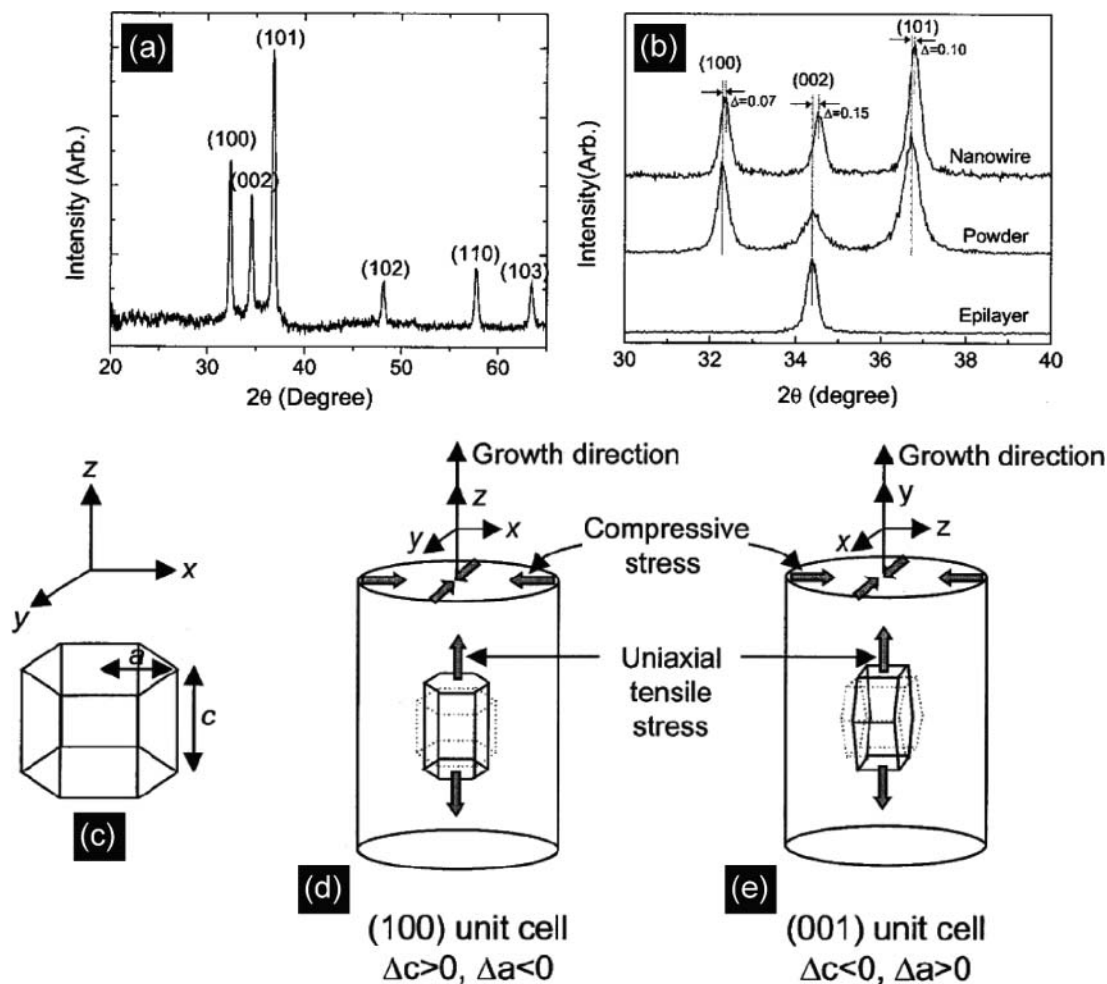 (a)
(101)
(100)
(002)
(102)
(110)
(103)
Intensity (Arb.)
20 30 40 50 60
2θ (Degree)
(b)
(101)
Δ=0.10
(100)
(002)
Δ=0.07
Δ=0.15
Nanowire
Powder
Epilayer
Intensity(Arb.)
30 32 34 36 38 40
2θ (degree)
z
x
y
a
c
(c)
Growth direction
z
y
x
Compressive
stress
Uniaxial
tensile
stress
(d)
(100) unit cell
Δc>0, Δa<0
Growth direction
y
x
z
(e)
(001) unit cell
Δc<0, Δa>0